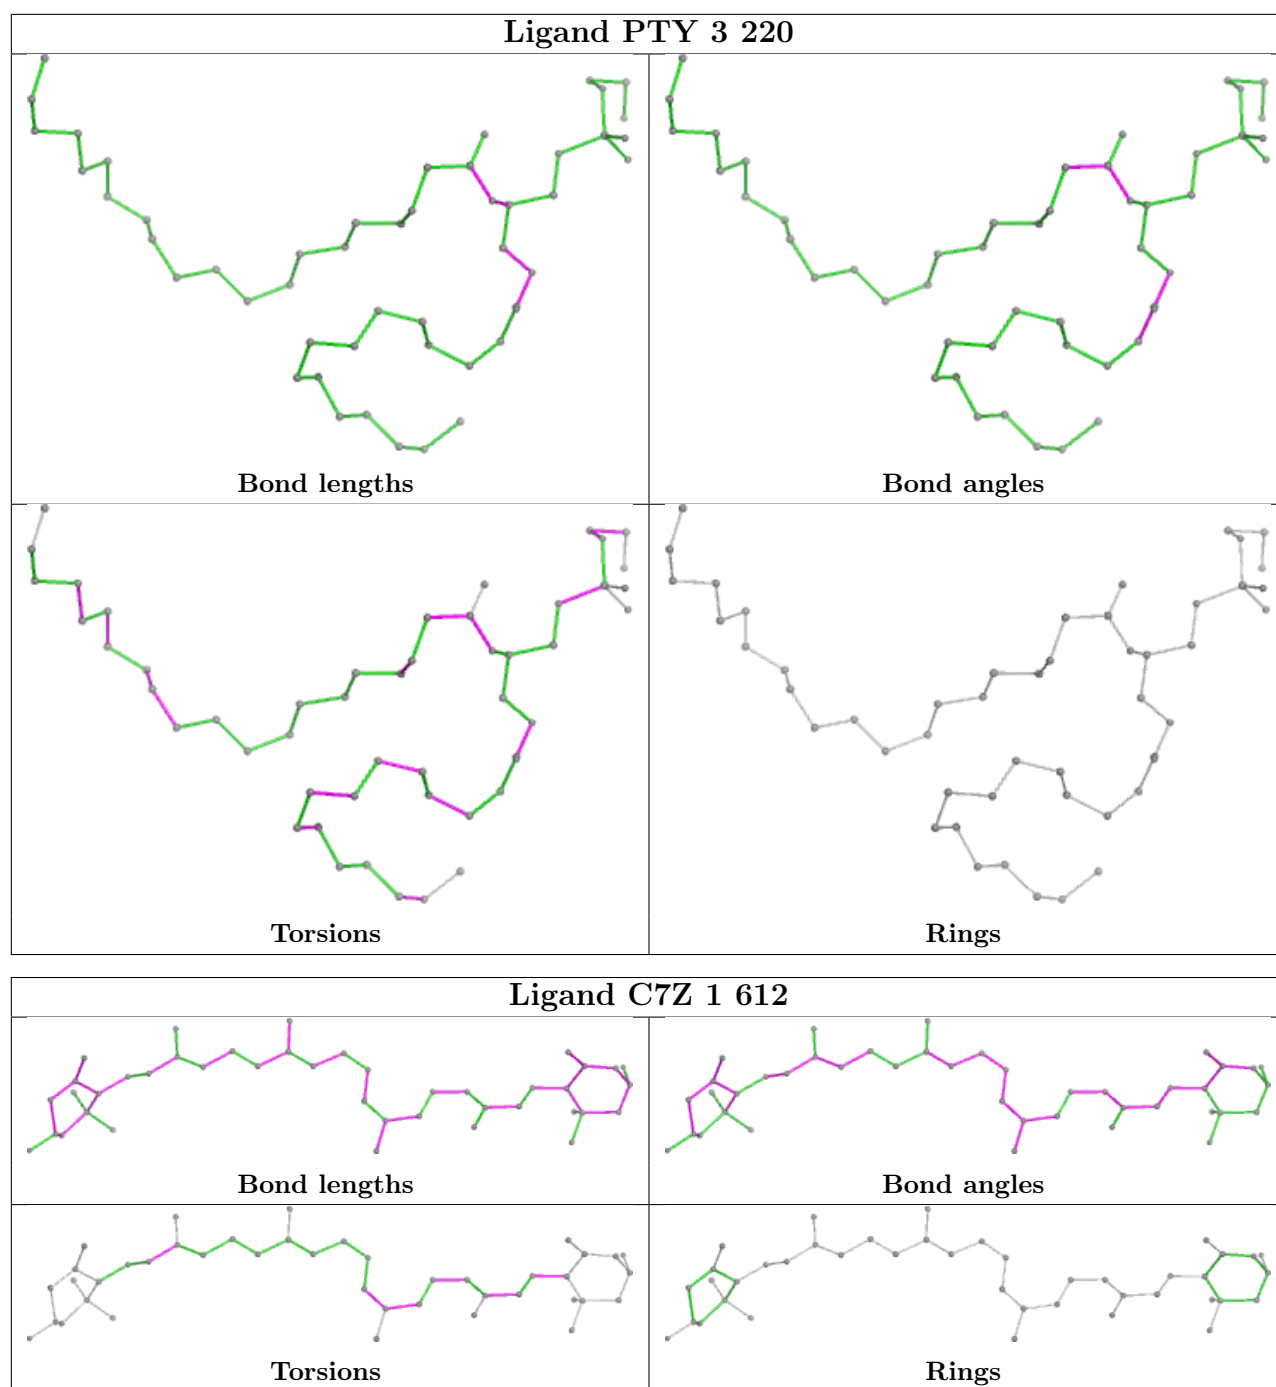 Ligand PTY 3 220
Bond lengths
Bond angles
Torsions
Rings
Ligand C7Z 1 612
Bond lengths
Bond angles
Torsions
Rings